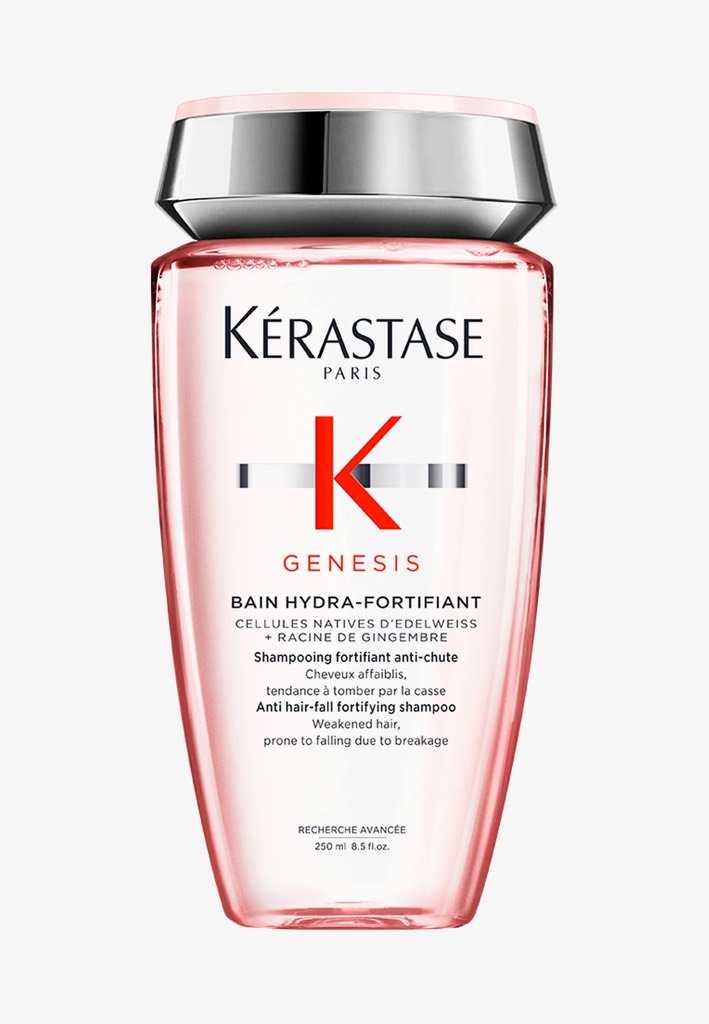 KÉRASTASE
PARIS
K
GENESIS
BAIN HYDRA-FORTIFIANT
CELLULES NATIVES D'EDELWEISS
+ RACINE DE GINGEMBRE
Shampooing fortifiant anti-chute
Cheveux affaiblis,
tendance à tomber par la casse
Anti hair-fall fortifying shampoo
Weakened hair,
prone to falling due to breakage
RECHERCHE AVANCÉE
250 ml 8.5 fl.oz.